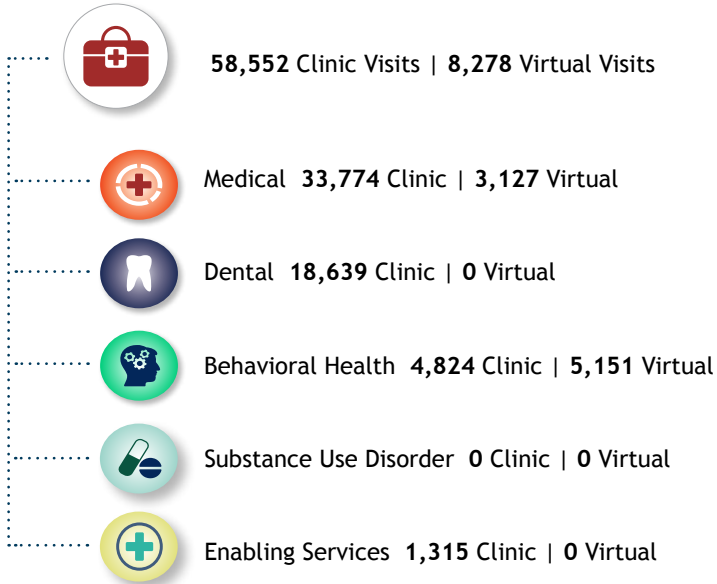 58,552 Clinic Visits | 8,278 Virtual Visits
Medical 33,774 Clinic | 3,127 Virtual
Dental 18,639 Clinic | 0 Virtual
Behavioral Health 4,824 Clinic | 5,151 Virtual
Substance Use Disorder 0 Clinic | 0 Virtual
Enabling Services 1,315 Clinic | 0 Virtual